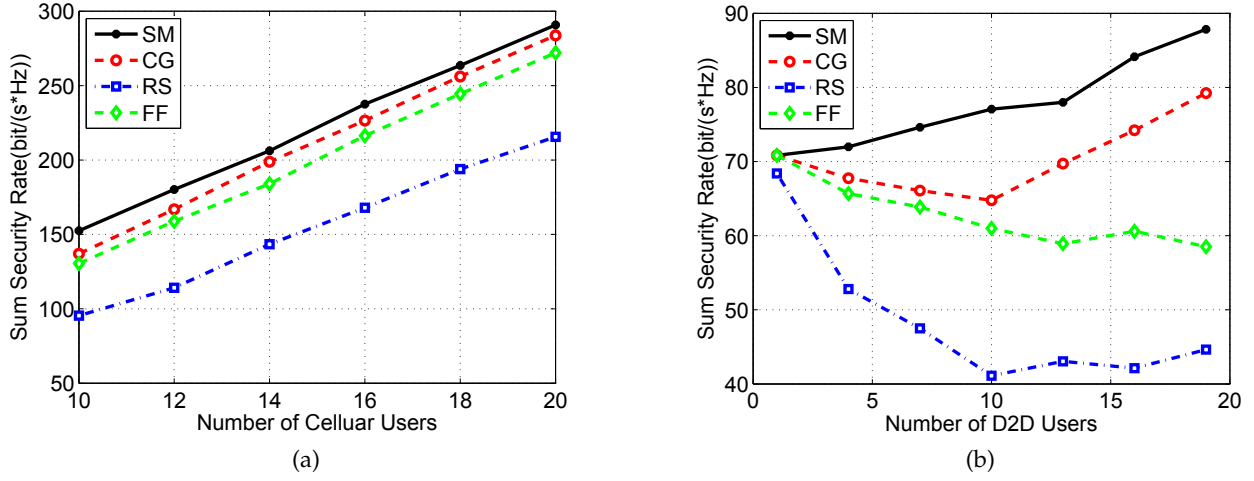 300
250
200
150
100
50
Sum Security Rate(bit/(s*Hz))
SM
CG
RS
FF
10
12
14
16
18
20
Number of Celluar Users
(a)
90
80
70
60
50
40
Sum Security Rate(bit/(s*Hz))
SM
CG
RS
FF
0
5
10
15
20
Number of D2D Users
(b)